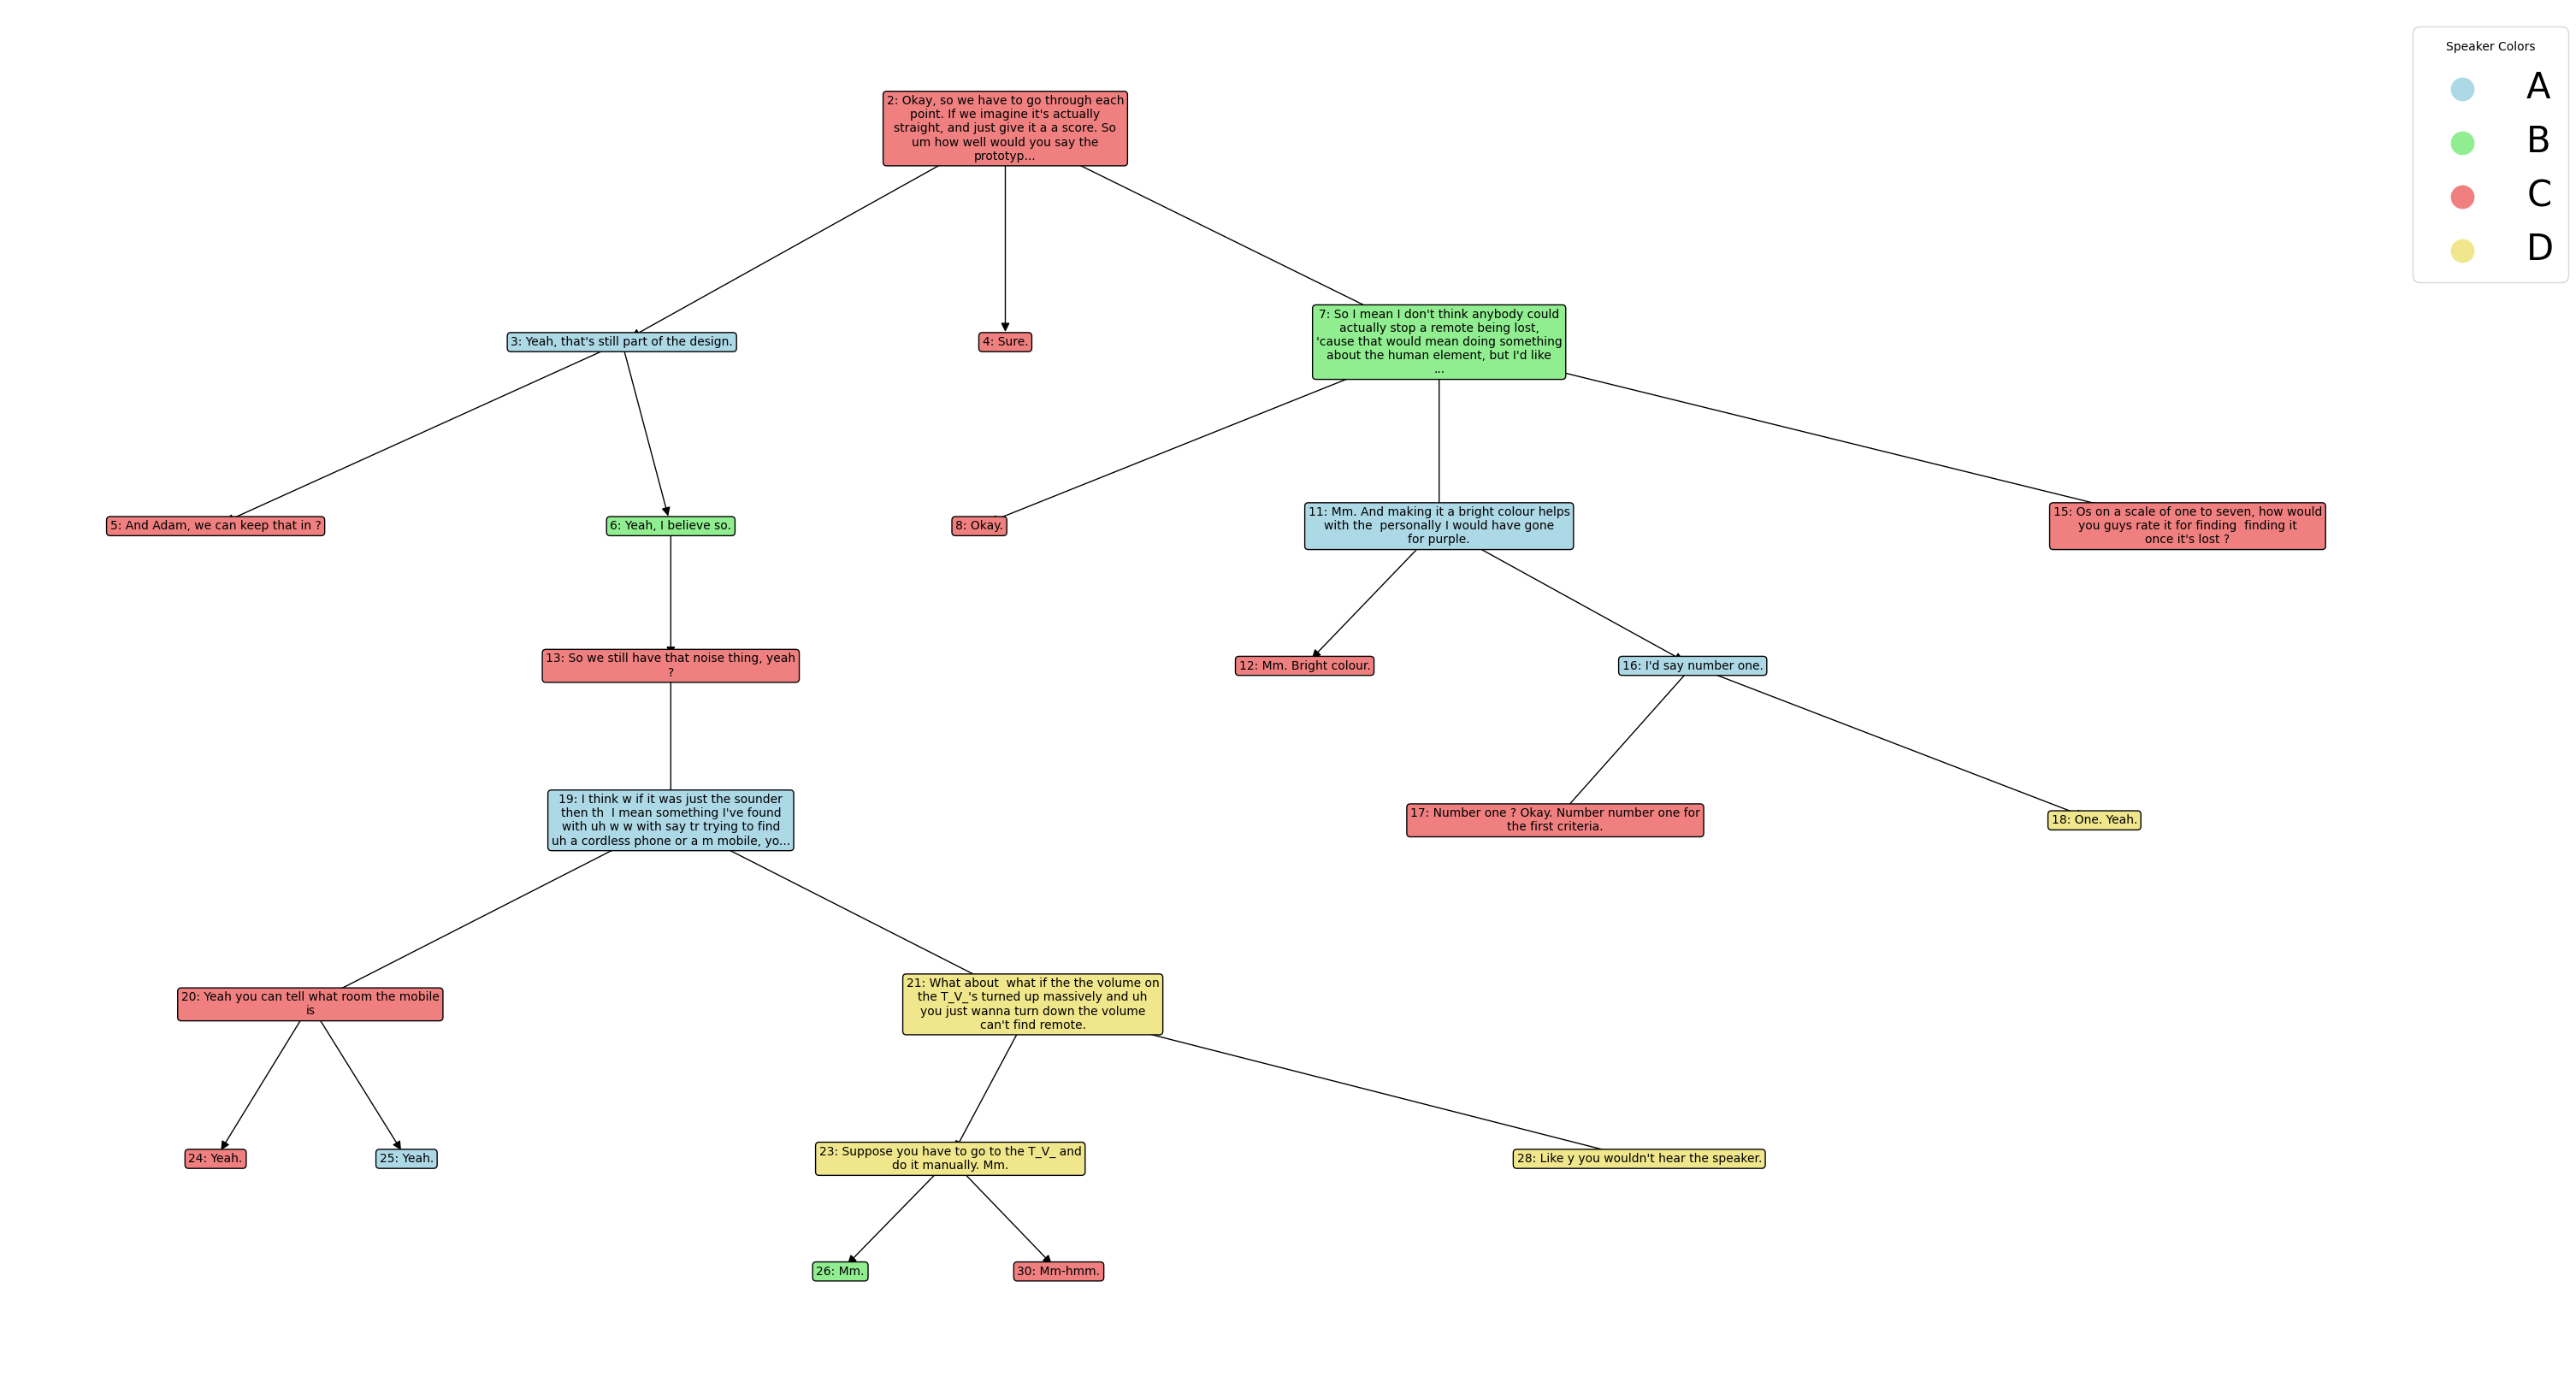 Speaker Colors
A
B
C
D
2: Okay, so we have to go through each
point. If we imagine it's actually
straight, and just give it a a score. So
um how well would you say the
prototyp...
3: Yeah, that's still part of the design.
4: Sure.
7: So I mean I don't think anybody could
actually stop a remote being lost,
'cause that would mean doing something
about the human element, but I'd like
...
5: And Adam, we can keep that in ?
6: Yeah, I believe so.
8: Okay.
11: Mm. And making it a bright colour helps
with the  personally I would have gone
for purple.
15: Os on a scale of one to seven, how would
you guys rate it for finding  finding it
once it's lost ?
13: So we still have that noise thing, yeah
?
12: Mm. Bright colour.
16: I'd say number one.
19: I think w if it was just the sounder
then th  I mean something I've found
with uh w w with say tr trying to find
uh a cordless phone or a m mobile, yo...
17: Number one ? Okay. Number number one for
the first criteria.
18: One. Yeah.
20: Yeah you can tell what room the mobile
is
21: What about  what if the the volume on
the T_V_'s turned up massively and uh
you just wanna turn down the volume
can't find remote.
24: Yeah.
25: Yeah.
23: Suppose you have to go to the T_V_ and
do it manually. Mm.
28: Like y you wouldn't hear the speaker.
26: Mm.
30: Mm-hmm.